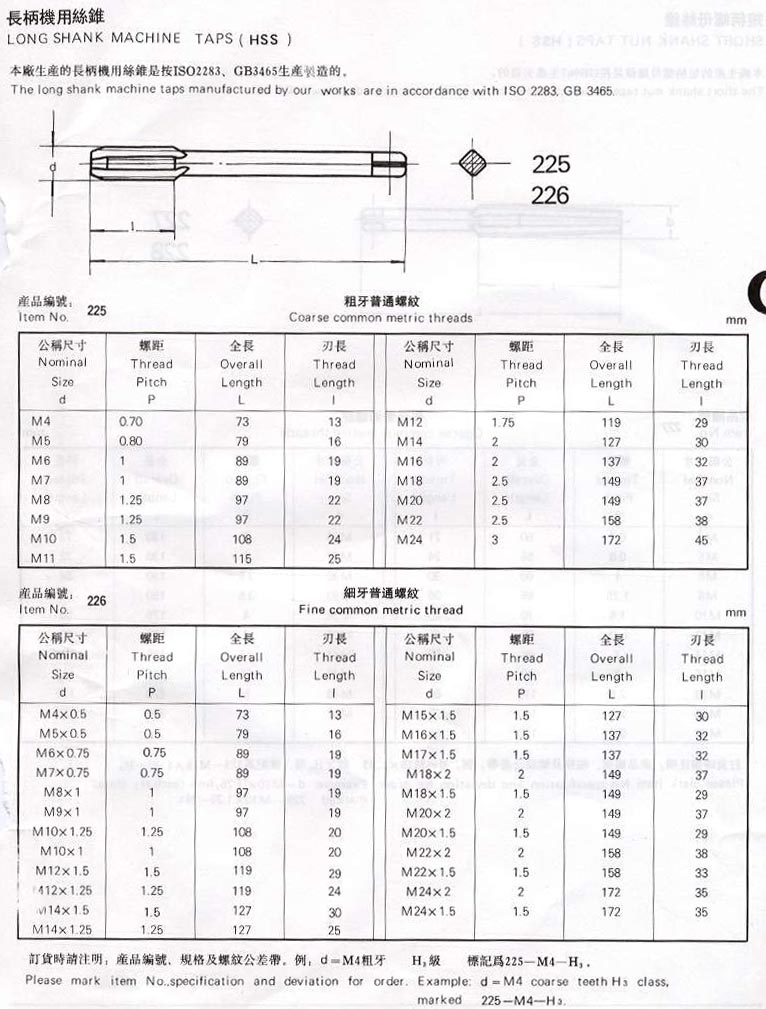 長柄機用絲錐
LONG SHANK MACHINE TAPS ( HSS )
本廠生産的長柄機用絲錐是按ISO2283、GB3465生産製造的。
The long shank machine taps manufactured by our works are in accordance with ISO 2283, GB 3465.
d
l
L
225
226
産品編號:
Item No. 225
粗牙普通螺紋
Coarse common metric threads
mm
公稱尺寸 螺距 全長 刃長 公稱尺寸 螺距 全長 刃長
Nominal Thread Overall Thread Nominal Thread Overall Thread
Size Pitch Length Length Size Pitch Length Length
d P L l d P L l
M4 0.70 73 13 M12 1.75 119 29
M5 0.80 79 16 M14 2 127 30
M6 1 89 19 M16 2 137 32
M7 1 89 19 M18 2.5 149 37
M8 1.25 97 22 M20 2.5 149 37
M9 1.25 97 22 M22 2.5 158 38
M10 1.5 108 24 M24 3 172 45
M11 1.5 115 25
産品編號:
Item No. 226
細牙普通螺紋
Fine common metric thread
mm
公稱尺寸 螺距 全長 刃長 公稱尺寸 螺距 全長 刃長
Nominal Thread Overall Thread Nominal Thread Overall Thread
Size Pitch Length Length Size Pitch Length Length
d P L l d P L l
M4×0.5 0.5 73 13 M15×1.5 1.5 127 30
M5×0.5 0.5 79 16 M16×1.5 1.5 137 32
M6×0.75 0.75 89 19 M17×1.5 1.5 137 32
M7×0.75 0.75 89 19 M18×2 2 149 37
M8×1 1 97 19 M18×1.5 1.5 149 29
M9×1 1 97 19 M20×2 2 149 37
M10×1.25 1.25 108 20 M20×1.5 1.5 149 29
M10×1 1 108 20 M22×2 2 158 38
M12×1.5 1.5 119 29 M22×1.5 1.5 158 33
M12×1.25 1.25 119 24 M24×2 2 172 35
M14×1.5 1.5 127 30 M24×1.5 1.5 172 35
M14×1.25 1.25 127 25
訂貨時請注明:産品編號、規格及螺紋公差帶。例:d=M4粗牙 H₃級 標記爲225—M4—H₃。
Please mark item No.,specification and deviation for order. Example: d=M4 coarse teeth H₃ class,
marked 225-M4-H₃.